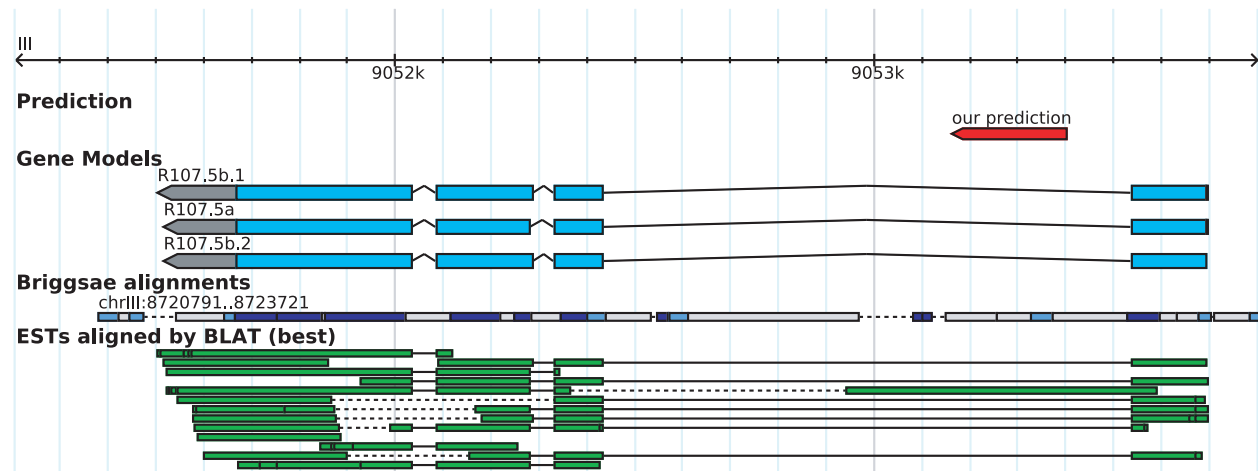 III
9052k
9053k
Prediction
our prediction
Gene Models
R107.5b.1
R107.5a
R107.5b.2
Briggsae alignments
chrIII:8720791..8723721
ESTs aligned by BLAT (best)